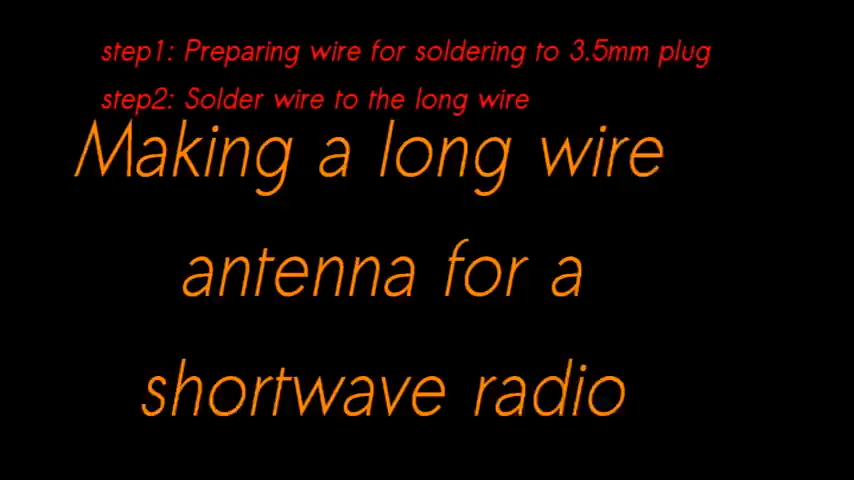 step1: Preparing wire for soldering to 3.5mm plug
step2: Solder wire to the long wire
Making a long wire
antenna for a
shortwave radio